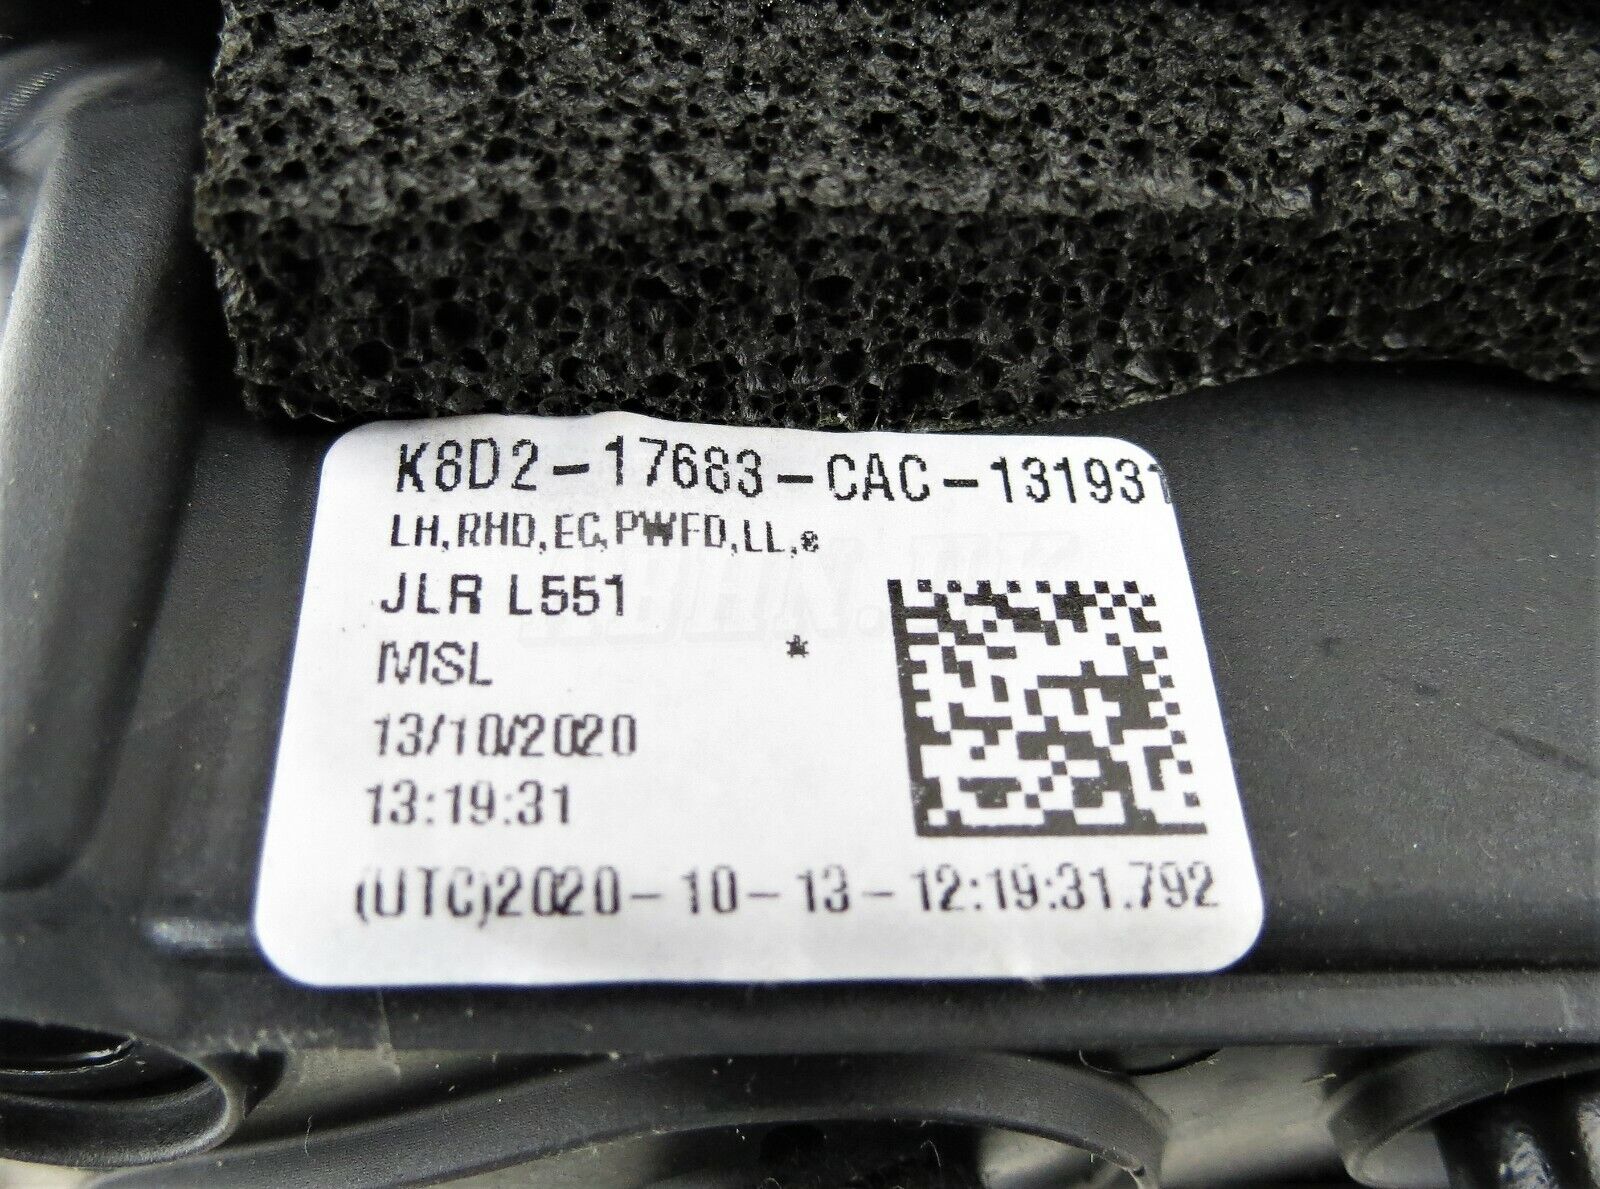 K8D2-17683-CAC-131931
LH,RHD,EC,PWFD,LL,e
JLR L551
MSL *
13/10/2020
13:19:31
(UTC)2020-10-13-12:19:31.792